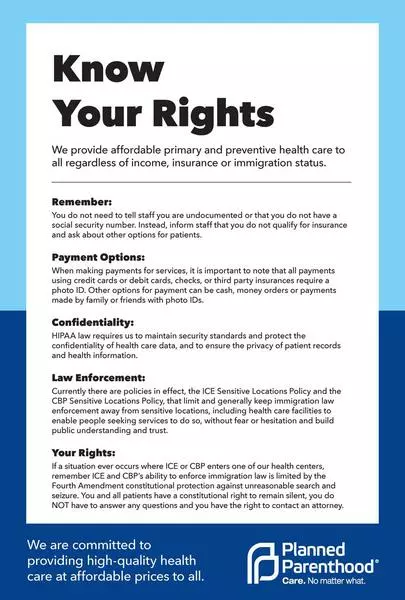 Know
Your Rights
We provide affordable primary and preventive health care to
all regardless of income, insurance or immigration status.
Remember:
You do not need to tell staff you are undocumented or that you do not have a
social security number. Instead, inform staff that you do not qualify for insurance
and ask about other options for patients.
Payment Options:
When making payments for services, it is important to note that all payments
using credit cards or debit cards, checks, or third party insurances require a
photo ID. Other options for payment can be cash, money orders or payments
made by family or friends with photo IDs.
Confidentiality:
HIPAA law requires us to maintain security standards and protect the
confidentiality of health care data, and to ensure the privacy of patient records
and health information.
Law Enforcement:
Currently there are policies in effect, the ICE Sensitive Locations Policy and the
CBP Sensitive Locations Policy, that limit and generally keep immigration law
enforcement away from sensitive locations, including health care facilities to
enable people seeking services to do so, without fear or hesitation and build
public understanding and trust.
Your Rights:
If a situation ever occurs where ICE or CBP enters one of our health centers,
remember ICE and CBP's ability to enforce immigration law is limited by the
Fourth Amendment constitutional protection against unreasonable search and
seizure. You and all patients have a constitutional right to remain silent, you do
NOT have to answer any questions and you have the right to contact an attorney.
We are committed to
providing high-quality health
care at affordable prices to all.
Planned
Parenthood®
Care. No matter what.